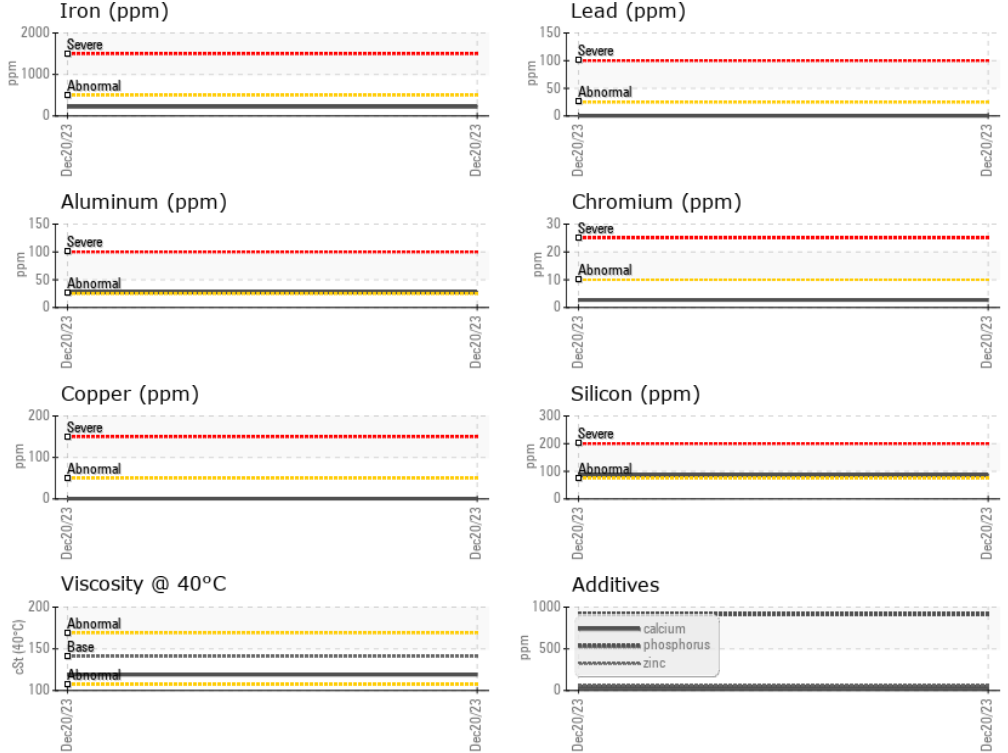 Iron (ppm)
2000
1000
0
ppm
Severe
Abnormal
Dec20/23
Dec20/23
Lead (ppm)
150
100
50
0
ppm
Severe
Abnormal
Dec20/23
Dec20/23
Aluminum (ppm)
150
100
50
0
ppm
Severe
Abnormal
Dec20/23
Dec20/23
Chromium (ppm)
30
20
10
0
ppm
Severe
Abnormal
Dec20/23
Dec20/23
Copper (ppm)
200
100
0
ppm
Severe
Abnormal
Dec20/23
Dec20/23
Silicon (ppm)
300
200
100
0
ppm
Severe
Abnormal
Dec20/23
Dec20/23
Viscosity @ 40°C
200
150
100
cSt (40°C)
Abnormal
Base
Abnormal
Dec20/23
Dec20/23
Additives
1000
500
0
ppm
calcium
phosphorus
zinc
Dec20/23
Dec20/23